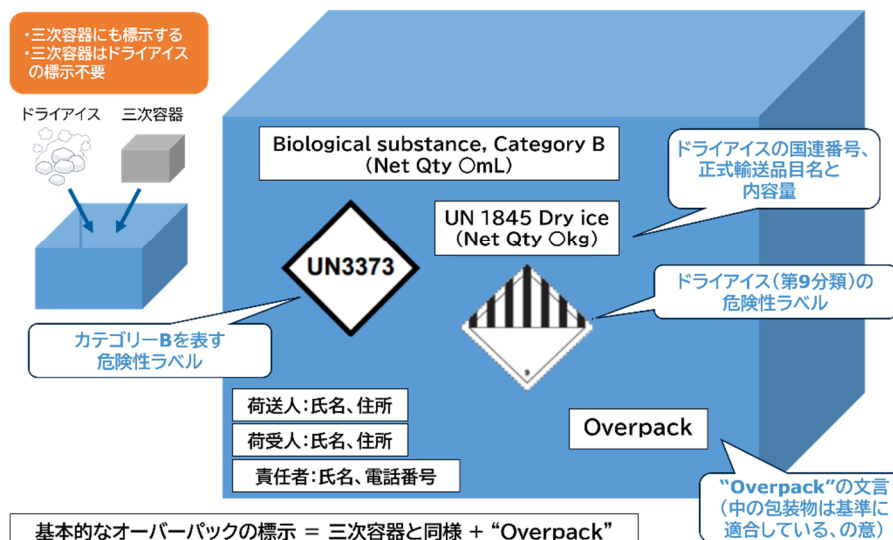 ・三次容器にも標示する
・三次容器はドライアイス
の標示不要
ドライアイス
三次容器
Biological substance, Category B
(Net Qty ○mL)
UN 1845 Dry ice
(Net Qty ○kg)
ドライアイスの国連番号、
正式輸送品目名と
内容量
UN3373
ドライアイス(第9分類)の
危険性ラベル
9
カテゴリーBを表す
危険性ラベル
荷送人:氏名、住所
荷受人:氏名、住所
責任者:氏名、電話番号
Overpack
“Overpack”の文言
(中の包装物は基準に
適合している、の意)
基本的なオーバーパックの標示 = 三次容器と同様 + “Overpack”